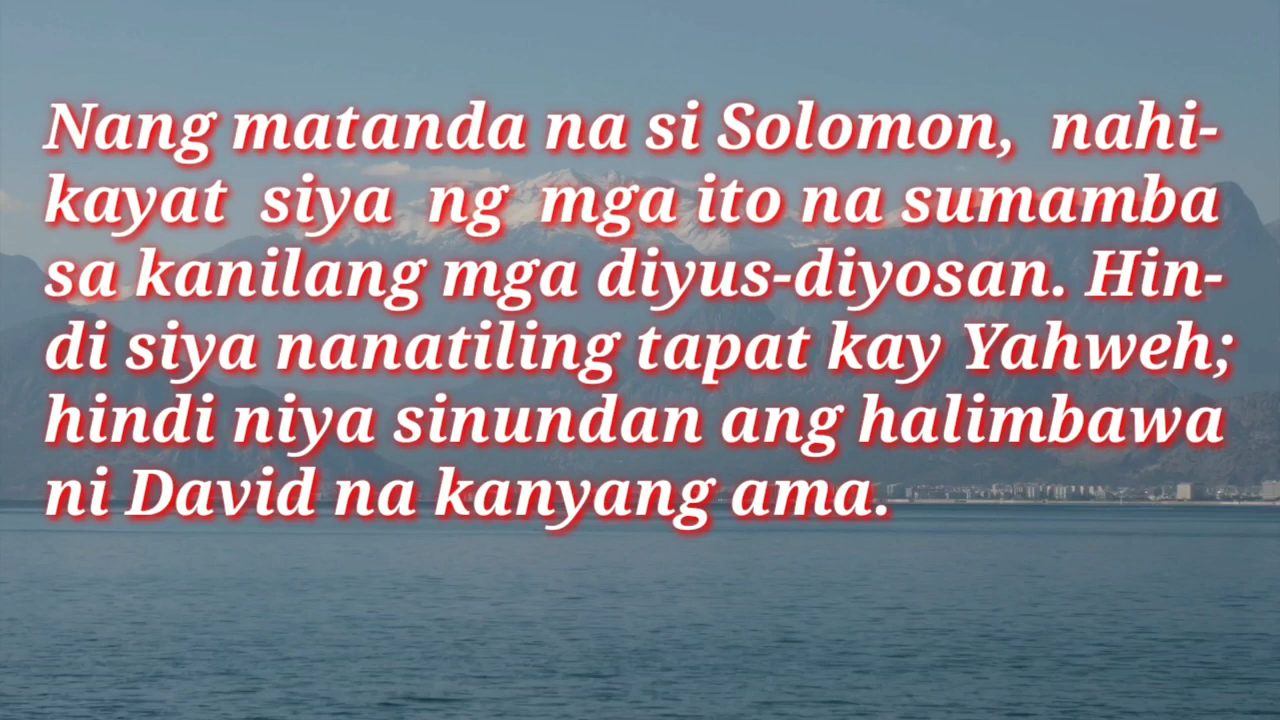 Nang matanda na si Solomon, nahi-
kayat siya ng mga ito na sumamba
sa kanilang mga diyus-diyosan. Hin-
di siya nanatiling tapat kay Yahweh;
hindi niya sinundan ang halimbawa
ni David na kanyang ama.